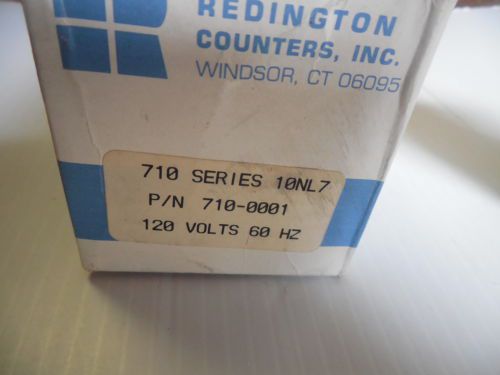 REDINGTON
COUNTERS, INC.
WINDSOR, CT 06095
710 SERIES 10NL7
P/N 710-0001
120 VOLTS 60 HZ